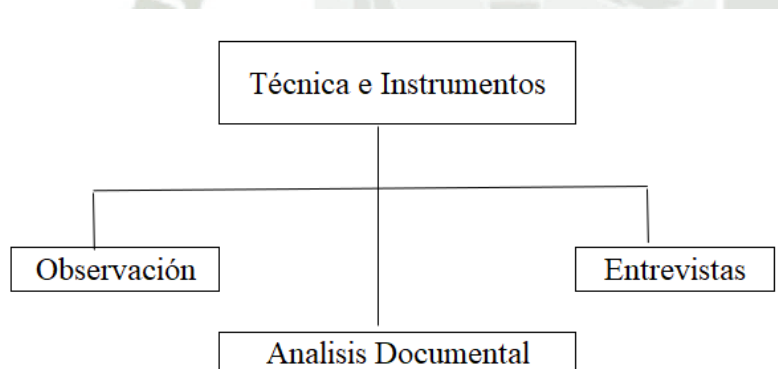 Técnica e Instrumentos
Observación
Entrevistas
Analisis Documental